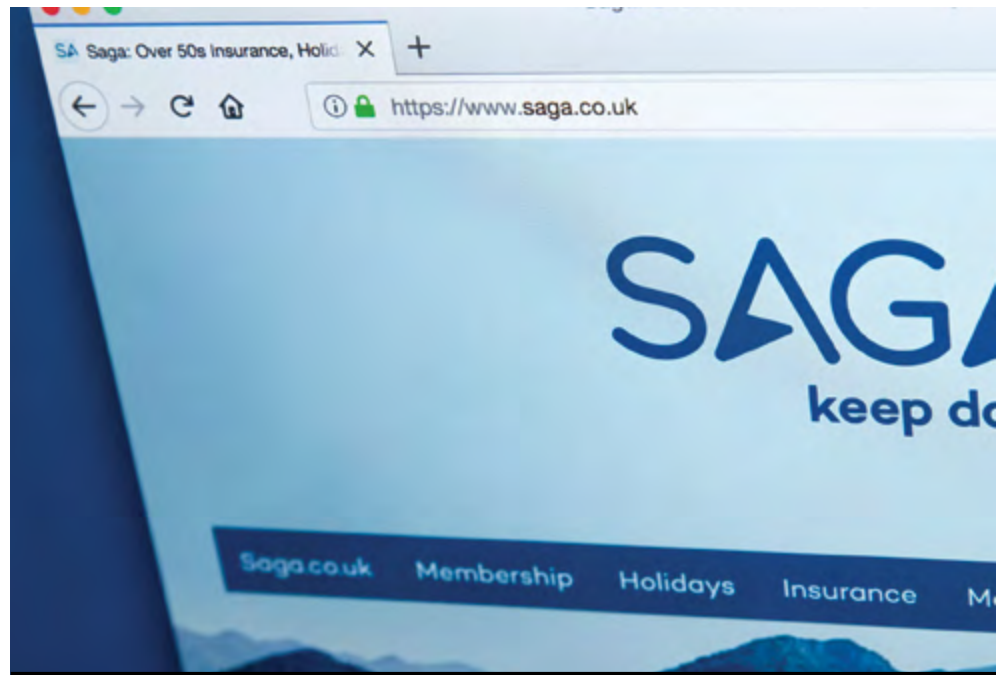 SA Saga: Over 50s Insurance, Holid
https://www.saga.co.uk
SAGA
keep do
Saga.co.uk Membership Holidays Insurance M